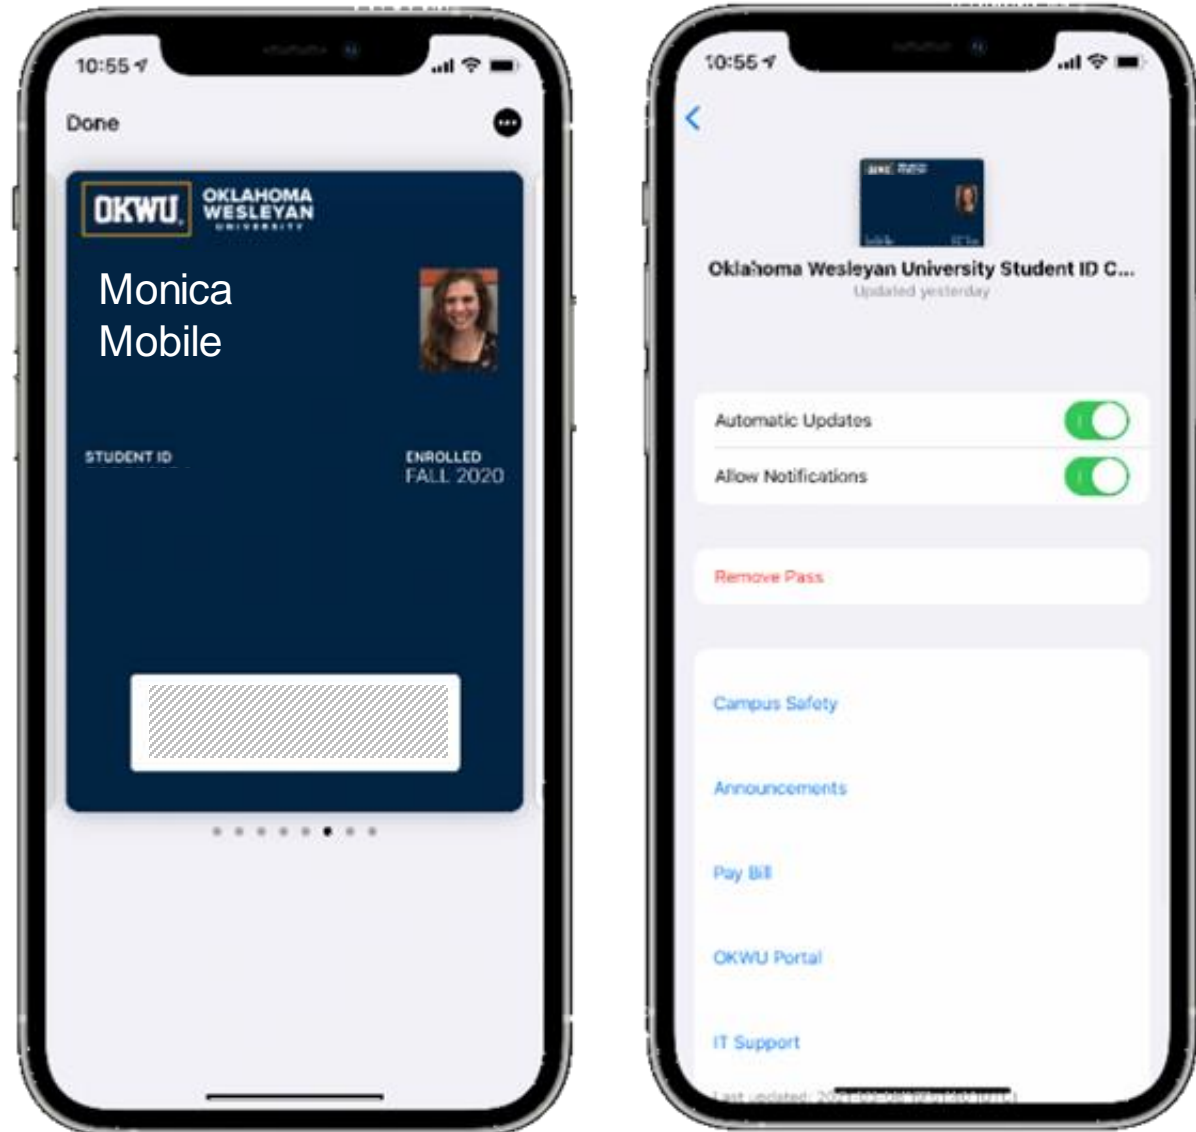 10:55
Done
OKWU
OKLAHOMA
WESLEYAN
UNIVERSITY
Monica
Mobile
STUDENT ID
ENROLLED
FALL 2020
10:55
Oklahoma Wesleyan University Student ID C...
Updated yesterday
Automatic Updates
Allow Notifications
Remove Pass
Campus Safety
Announcements
Pay Bill
OKWU Portal
IT Support
Last updated: